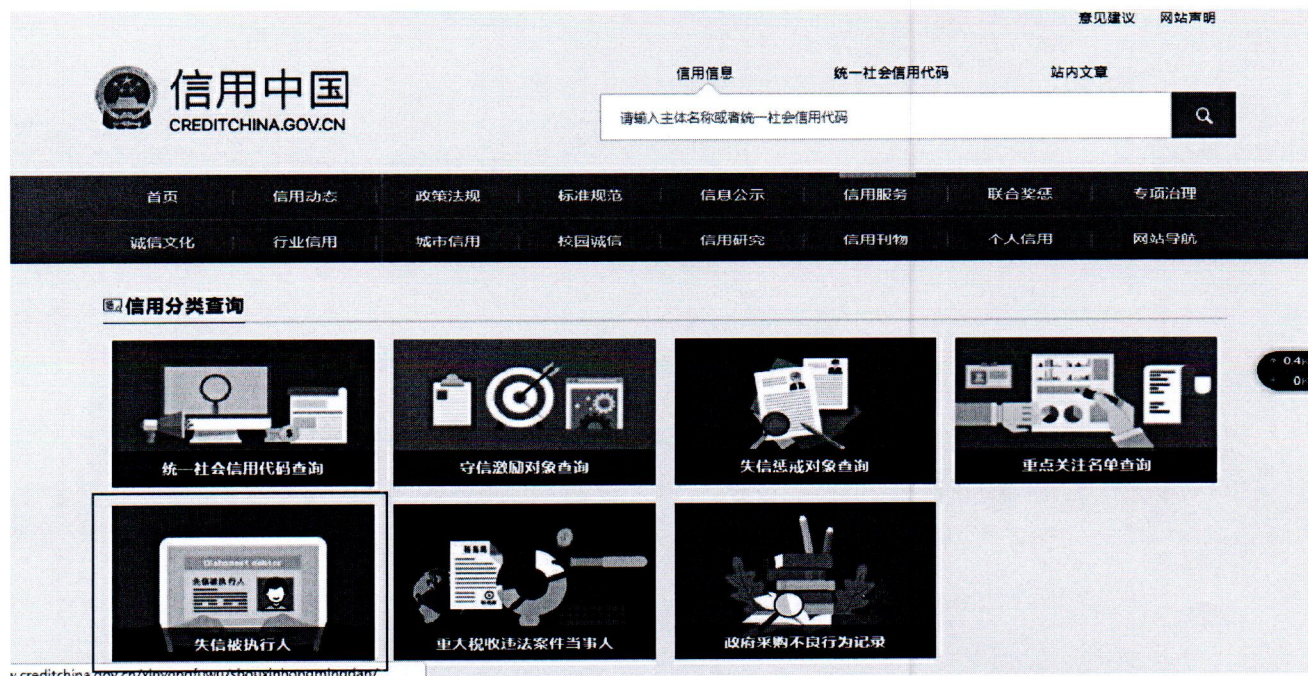 意见建议 网站声明
信用信息 统一社会信用代码 站内文章
信用中国
CREDITCHINA.GOV.CN
请输入主体名称或者统一社会信用代码
首页 信用动态 政策法规 标准规范 信息公示 信用服务 联合奖惩 专项治理
诚信文化 行业信用 城市信用 校园诚信 信用研究 信用刊物 个人信用 网站导航
信用分类查询
统一社会信用代码查询 守信激励对象查询 失信惩戒对象查询 重点关注名单查询
Dishonest debtor
失信被执行人
税务局
失信被执行人 重大税收违法案件当事人 政府采购不良行为记录